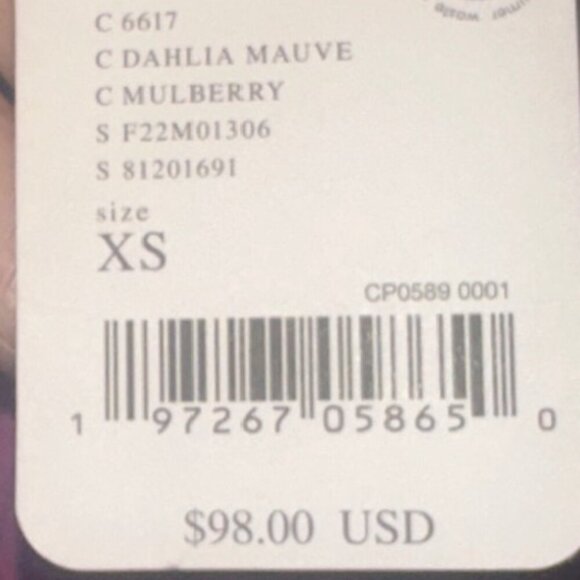 C 6617
C DAHLIA MAUVE
C MULBERRY
S F22M01306
S 81201691
size
XS
CP0589 0001
1 97267 05865 0
$98.00 USD